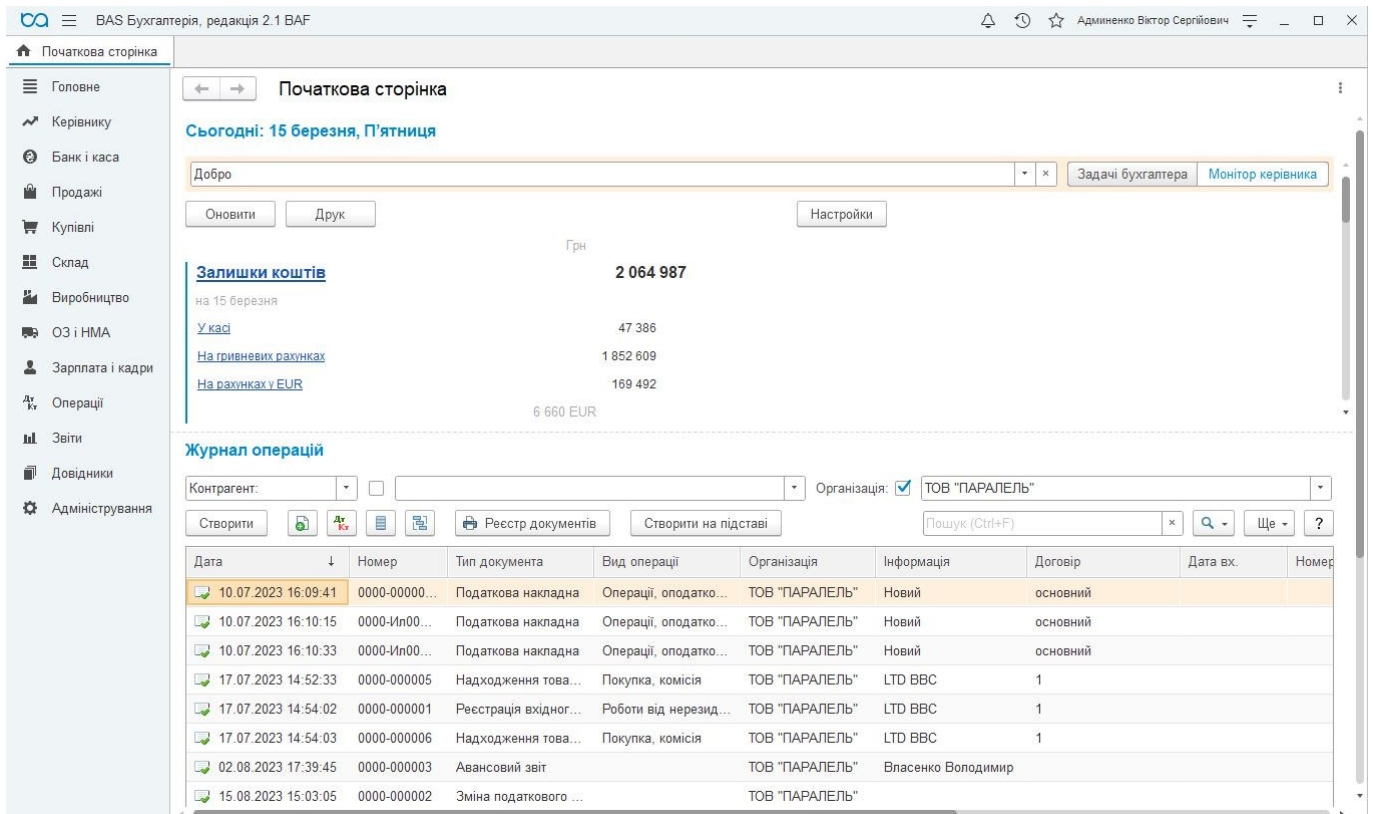 BAS Бухгалтерія, редакція 2.1 BAF
Админенко Віктор Сергійович
Початкова сторінка
Головне
Керівнику
Банк і каса
Продажі
Купівлі
Склад
Виробництво
ОЗ і НМА
Зарплата і кадри
Операції
Звіти
Довідники
Адміністрування
Початкова сторінка
Сьогодні: 15 березня, П'ятниця
Добро
Задачі бухгалтера Монітор керівника
Оновити Друк Настройки
Грн
Залишки коштів 2 064 987
на 15 березня
У касі 47 386
На гривневих рахунках 1 852 609
На рахунках у EUR 169 492
6 660 EUR
Журнал операцій
Контрагент: Організація: ТОВ "ПАРАЛЕЛЬ"
Створити Дт Кт Реєстр документів Створити на підставі Пошук (Ctrl+F) Ще ?
Дата ↓ Номер Тип документа Вид операції Організація Інформація Договір Дата вх. Номер
10.07.2023 16:09:41 0000-00000... Податкова накладна Операції, оподатко... ТОВ "ПАРАЛЕЛЬ" Новий основний
10.07.2023 16:10:15 0000-Ип00... Податкова накладна Операції, оподатко... ТОВ "ПАРАЛЕЛЬ" Новий основний
10.07.2023 16:10:33 0000-Ип00... Податкова накладна Операції, оподатко... ТОВ "ПАРАЛЕЛЬ" Новий основний
17.07.2023 14:52:33 0000-000005 Надходження това... Покупка, комісія ТОВ "ПАРАЛЕЛЬ" LTD BBC 1
17.07.2023 14:54:02 0000-000001 Реєстрація вхідног... Роботи від нерезид... ТОВ "ПАРАЛЕЛЬ" LTD BBC 1
17.07.2023 14:54:03 0000-000006 Надходження това... Покупка, комісія ТОВ "ПАРАЛЕЛЬ" LTD BBC 1
02.08.2023 17:39:45 0000-000003 Авансовий звіт ТОВ "ПАРАЛЕЛЬ" Власенко Володимир
15.08.2023 15:03:05 0000-000002 Зміна податкового ... ТОВ "ПАРАЛЕЛЬ"